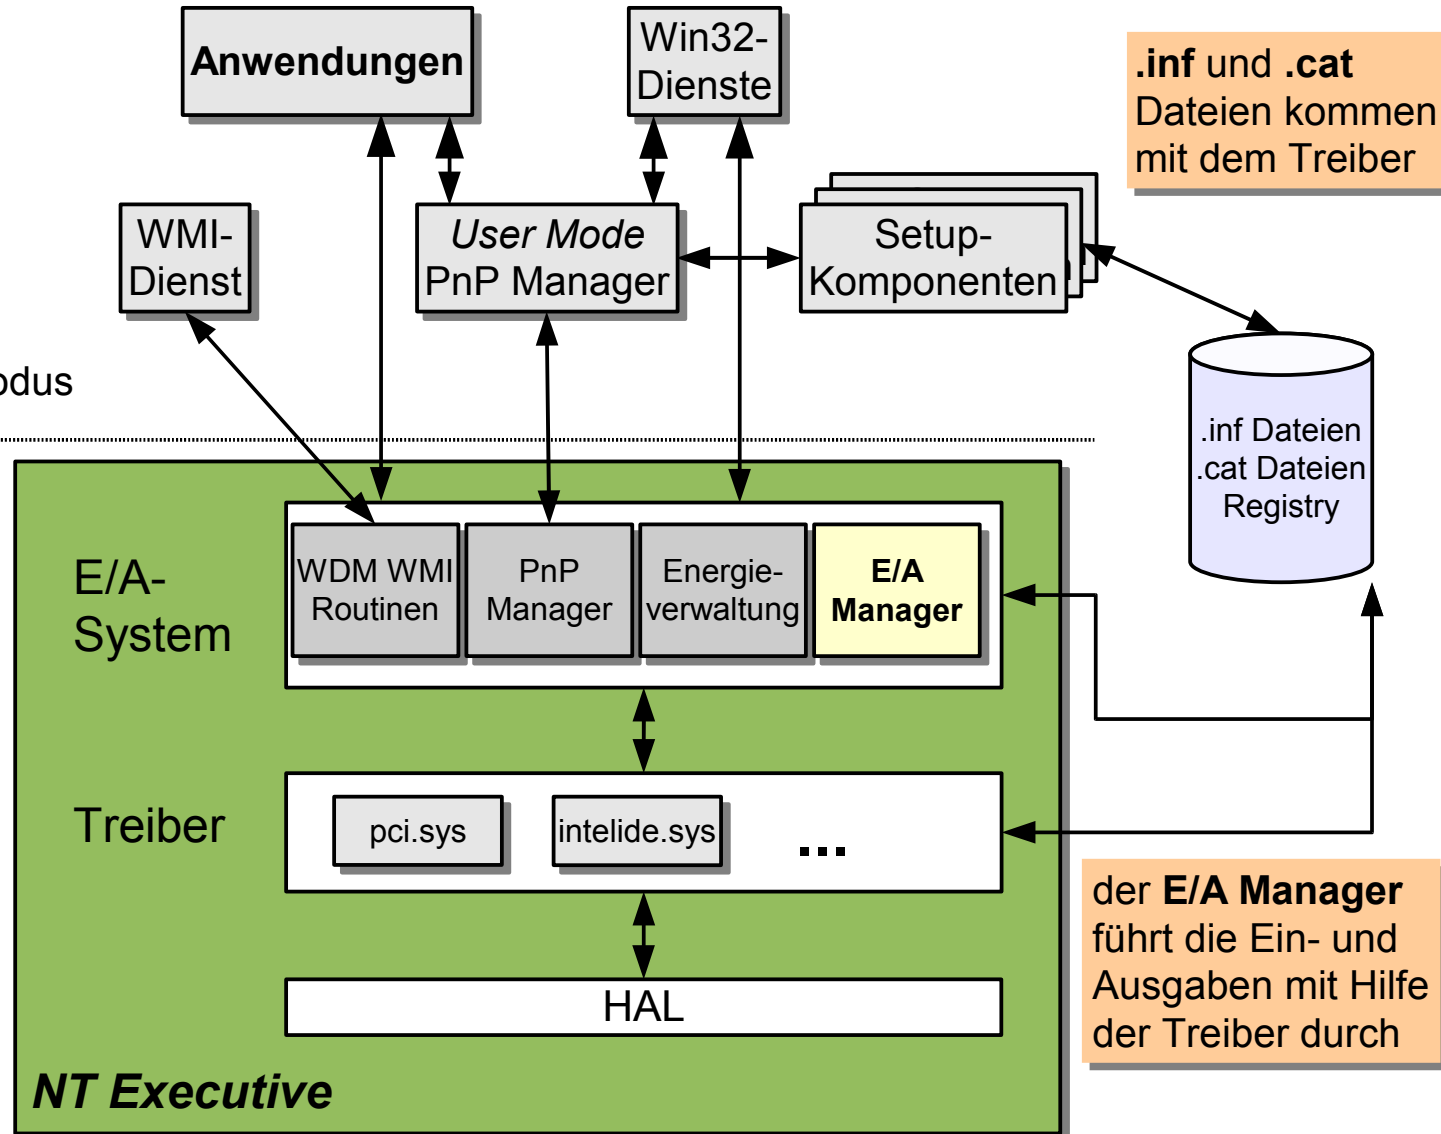 Anwendungen
Win32-
Dienste
.inf und .cat
Dateien kommen
mit dem Treiber
WMI-
Dienst
User Mode
PnP Manager
Setup-
Komponenten
.inf Dateien
.cat Dateien
Registry
E/A-
System
WDM WMI
Routinen
PnP
Manager
Energie-
verwaltung
E/A
Manager
Treiber
pci.sys
intelide.sys
...
der E/A Manager
führt die Ein- und
Ausgaben mit Hilfe
der Treiber durch
HAL
NT Executive